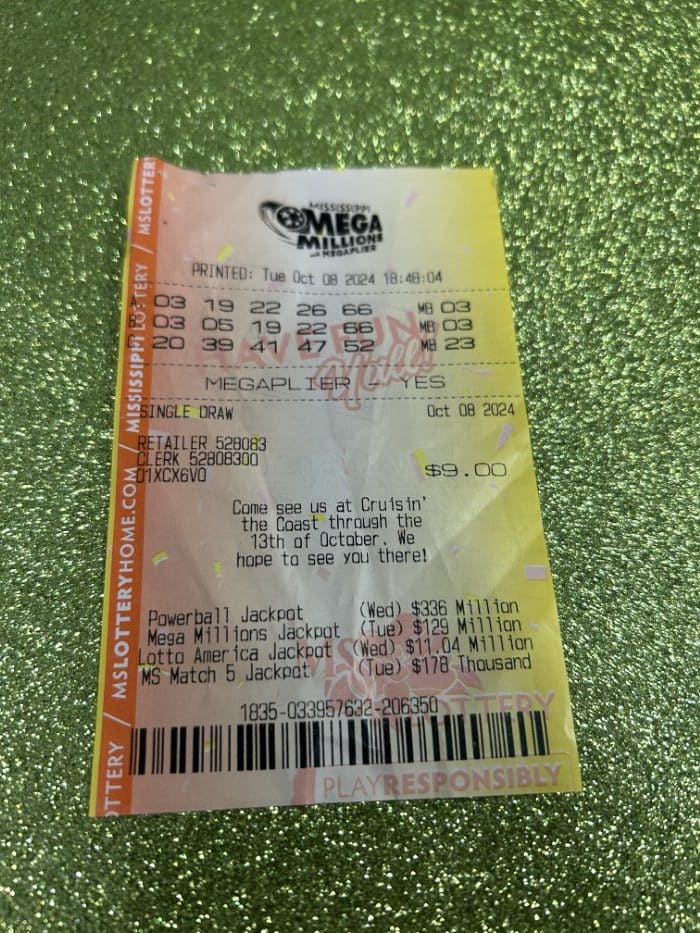 MISSISSIPPI
MEGA
MILLIONS
with MEGAPLIER
PRINTED: Tue Oct 08 2024 18:48:04
A 03 19 22 26 66 MB 03
B 03 05 19 22 66 MB 03
C 20 39 41 47 52 MB 23
HAVE FUN
MEGAPLIER - YES
SINGLE DRAW Oct 08 2024
RETAILER 528083
CLERK 52808300
01XCX6V0 $9.00
Come see us at Cruisin'
the Coast through the
13th of October. We
hope to see you there!
Powerball Jackpot (Wed) $336 Million
Mega Millions Jackpot (Tue) $129 Million
Lotto America Jackpot (Wed) $11.04 Million
MS Match 5 Jackpot (Tue) $178 Thousand
MS LOTTERY
1835-033957632-206350
PLAYRESPONSIBLY
OTTERY / MSLOTTERYHOME.COM / MISSISSIPPI LOTTERY / MSLOTTERY